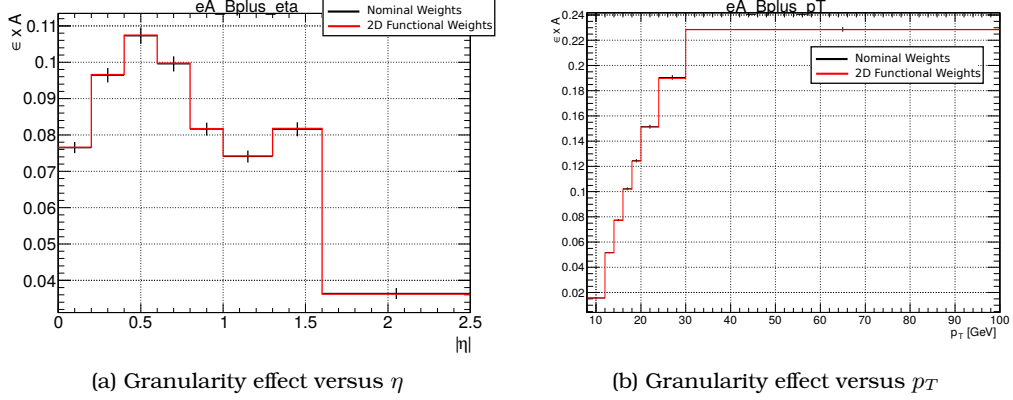 eA_Bplus_eta
Nominal Weights
2D Functional Weights
∈ x A
0.11
0.1
0.09
0.08
0.07
0.06
0.05
0.04
0 0.5 1 1.5 2 2.5
|η|
(a) Granularity effect versus η
eA_Bplus_pT
Nominal Weights
2D Functional Weights
∈ x A
0.24
0.22
0.2
0.18
0.16
0.14
0.12
0.1
0.08
0.06
0.04
0.02
10 20 30 40 50 60 70 80 90 100
p_T [GeV]
(b) Granularity effect versus p_T